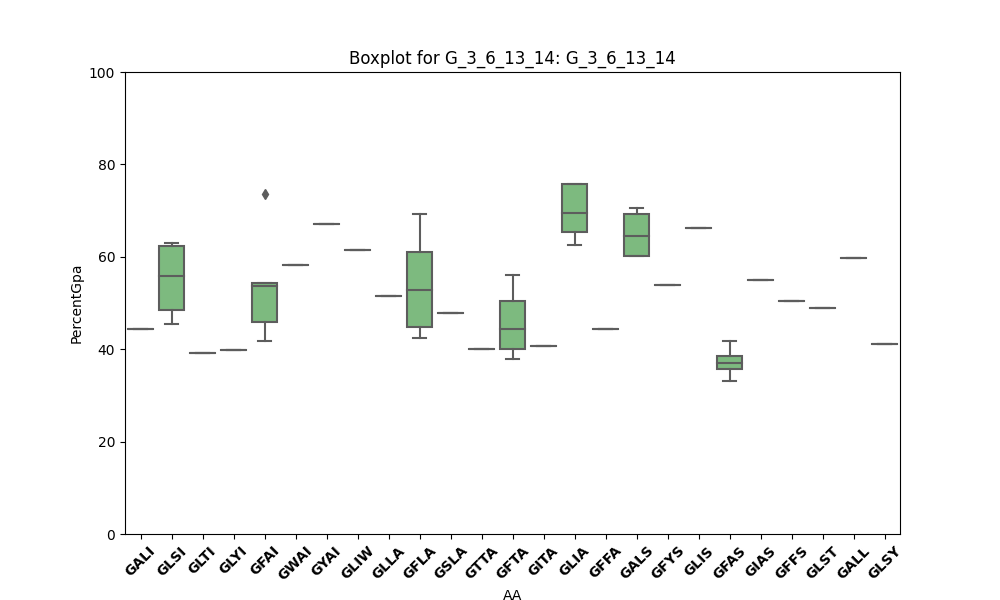 Boxplot for G_3_6_13_14: G_3_6_13_14
100
80
60
40
20
0
PercentGpa
GALI GLSI GLTI GLYI GFAI GWAI GYAI GLIW GLLA GFLA GSLA GTTA GFTA GITA GLIA GFFA GALS GFYS GLIS GFAS GIAS GFFS GLST GALL GLSY
AA